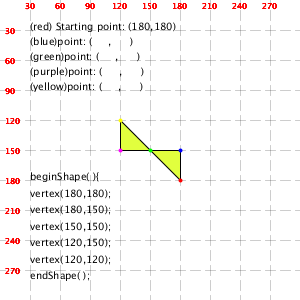 30 60 90 120 150 180 210 240 270
30
60
90
120
150
180
210
240
270
(red) Starting point: (180,180)
(blue)point: (    ,    )
(green)point: (    ,    )
(purple)point: (    ,    )
(yellow)point: (    ,    )
beginShape(){
vertex(180,180);
vertex(180,150);
vertex(150,150);
vertex(120,150);
vertex(120,120);
endShape();